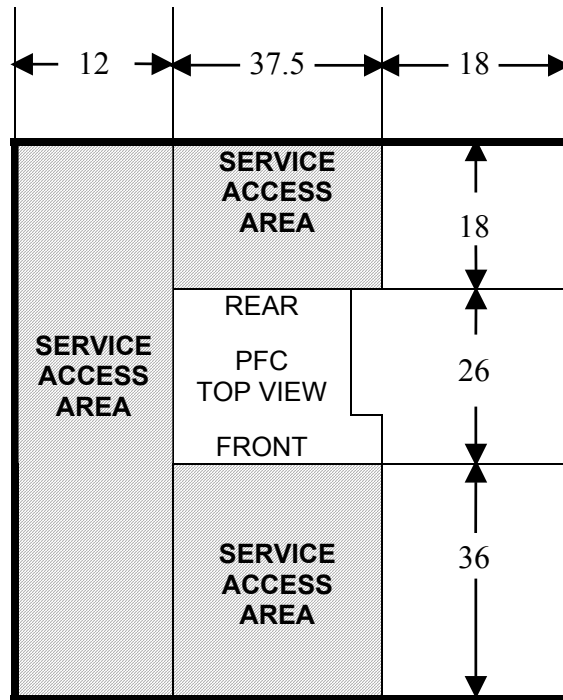 12
37.5
18
SERVICE
ACCESS
AREA
18
REAR
SERVICE
ACCESS
AREA
PFC
TOP VIEW
26
FRONT
SERVICE
ACCESS
AREA
36